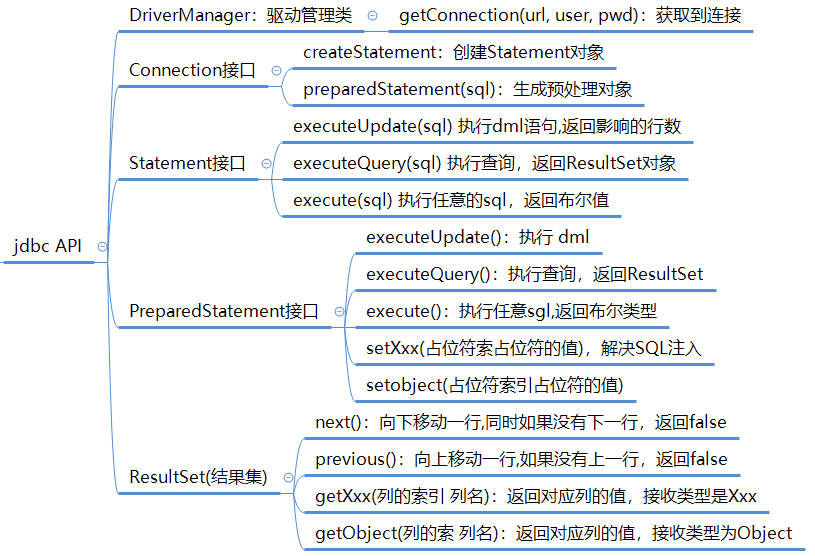 jdbc API
DriverManager：驱动管理类
getConnection(url, user, pwd)：获取到连接
Connection接口
createStatement：创建Statement对象
preparedStatement(sql)：生成预处理对象
Statement接口
executeUpdate(sql) 执行dml语句,返回影响的行数
executeQuery(sql) 执行查询，返回ResultSet对象
execute(sql) 执行任意的sql，返回布尔值
PreparedStatement接口
executeUpdate()：执行 dml
executeQuery()：执行查询，返回ResultSet
execute()：执行任意sgl,返回布尔类型
setXxx(占位符索占位符的值)，解决SQL注入
setobject(占位符索引占位符的值)
ResultSet(结果集)
next()：向下移动一行,同时如果没有下一行，返回false
previous()：向上移动一行,如果没有上一行，返回false
getXxx(列的索引 列名)：返回对应列的值，接收类型是Xxx
getObject(列的索 列名)：返回对应列的值，接收类型为Object